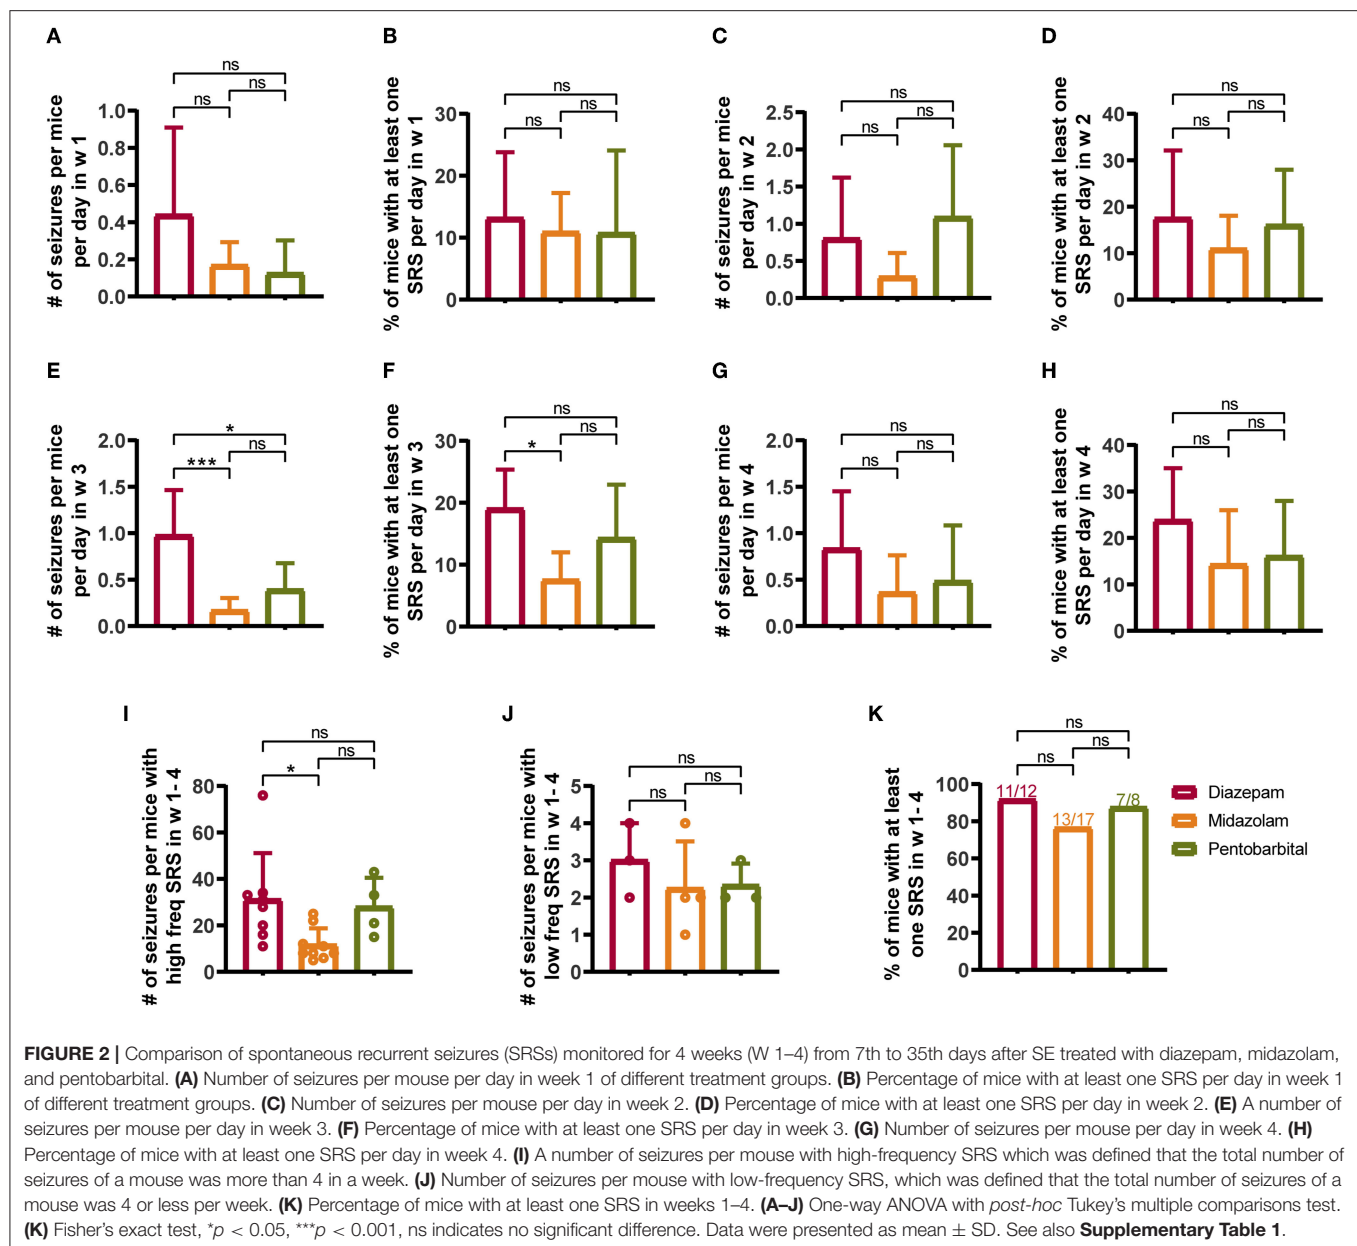 A
# of seizures per mice
per day in w 1
1.0
0.8
0.6
0.4
0.2
0.0
ns
ns
ns
B
% of mice with at least one
SRS per day in w 1
30
20
10
0
ns
ns
ns
C
# of seizures per mice
per day in w 2
2.5
2.0
1.5
1.0
0.5
0.0
ns
ns
ns
D
% of mice with at least one
SRS per day in w 2
40
30
20
10
0
ns
ns
ns
E
# of seizures per mice
per day in w 3
2.0
1.5
1.0
0.5
0.0
*
ns
***
F
% of mice with at least one
SRS per day in w 3
30
20
10
0
ns
ns
*
G
# of seizures per mice
per day in w 4
2.0
1.5
1.0
0.5
0.0
ns
ns
ns
H
% of mice with at least one
SRS per day in w 4
40
30
20
10
0
ns
ns
ns
I
# of seizures per mice with
high freq SRS in w 1- 4
80
60
40
20
0
ns
ns
*
J
# of seizures per mice with
low freq SRS in w 1- 4
5
4
3
2
1
0
ns
ns
ns
K
% of mice with at least
one SRS in w 1- 4
100
80
60
40
20
0
ns
ns
ns
11/12
13/17
7/8
Diazepam
Midazolam
Pentobarbital
FIGURE 2 | Comparison of spontaneous recurrent seizures (SRSs) monitored for 4 weeks (W 1–4) from 7th to 35th days after SE treated with diazepam, midazolam,
and pentobarbital. (A) Number of seizures per mouse per day in week 1 of different treatment groups. (B) Percentage of mice with at least one SRS per day in week 1
of different treatment groups. (C) Number of seizures per mouse per day in week 2. (D) Percentage of mice with at least one SRS per day in week 2. (E) A number of
seizures per mouse per day in week 3. (F) Percentage of mice with at least one SRS per day in week 3. (G) Number of seizures per mouse per day in week 4. (H)
Percentage of mice with at least one SRS per day in week 4. (I) A number of seizures per mouse with high-frequency SRS which was defined that the total number of
seizures of a mouse was more than 4 in a week. (J) Number of seizures per mouse with low-frequency SRS, which was defined that the total number of seizures of a
mouse was 4 or less per week. (K) Percentage of mice with at least one SRS in weeks 1–4. (A–J) One-way ANOVA with post-hoc Tukey's multiple comparisons test.
(K) Fisher's exact test, *p < 0.05, ***p < 0.001, ns indicates no significant difference. Data were presented as mean ± SD. See also Supplementary Table 1.